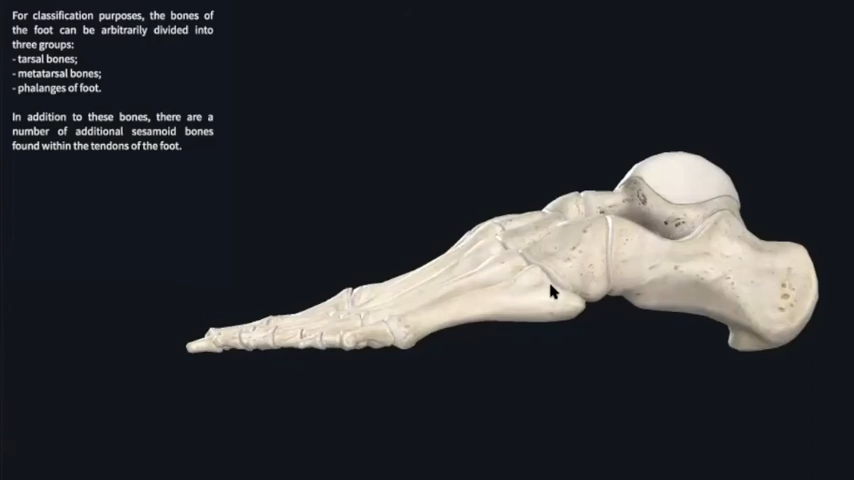 For classification purposes, the bones of
the foot can be arbitrarily divided into
three groups:
- tarsal bones;
- metatarsal bones;
- phalanges of foot.
In addition to these bones, there are a
number of additional sesamoid bones
found within the tendons of the foot.